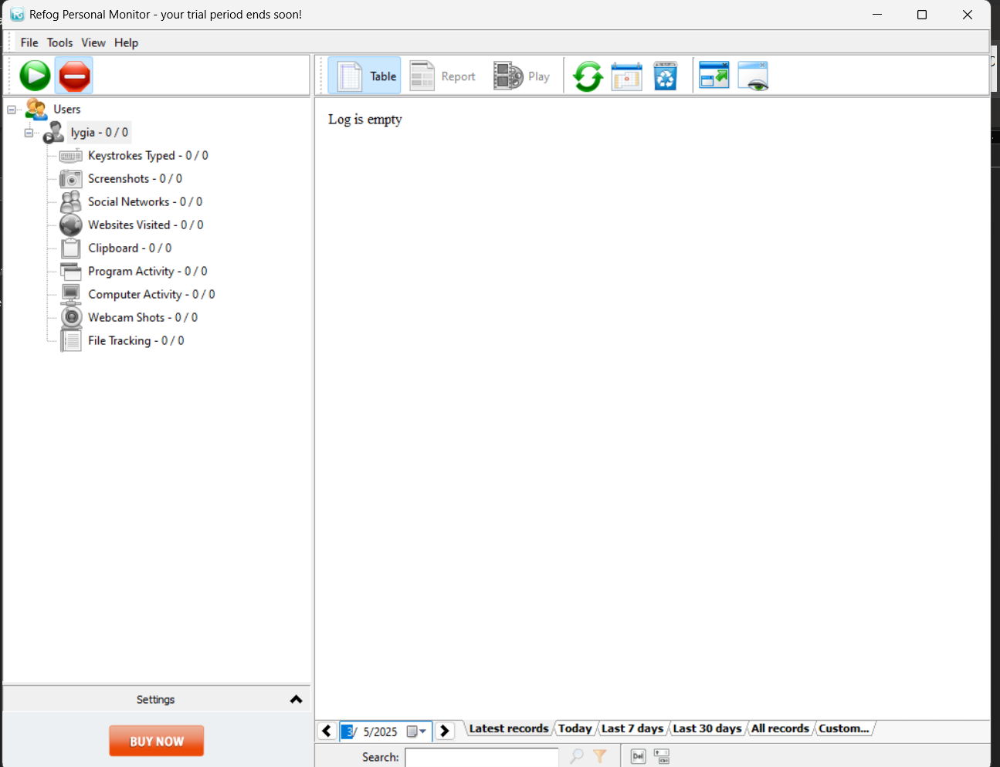 Refog Personal Monitor - your trial period ends soon!
File Tools View Help
Table Report Play
Users
lygia - 0 / 0
Keystrokes Typed - 0 / 0
Screenshots - 0 / 0
Social Networks - 0 / 0
Websites Visited - 0 / 0
Clipboard - 0 / 0
Program Activity - 0 / 0
Computer Activity - 0 / 0
Webcam Shots - 0 / 0
File Tracking - 0 / 0
Log is empty
Settings
BUY NOW
3/ 5/2025 Latest records Today Last 7 days Last 30 days All records Custom...
Search: Del